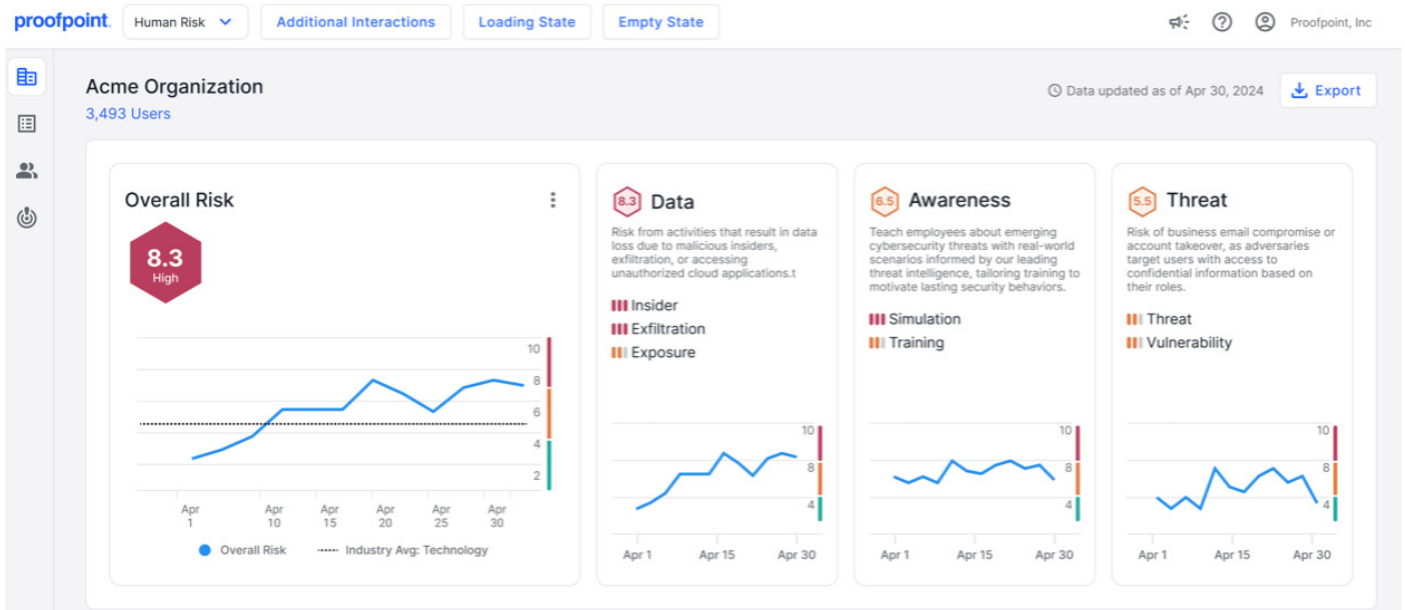 proofpoint.
Human Risk
Additional Interactions
Loading State
Empty State
Proofpoint, Inc
Acme Organization
3,493 Users
Data updated as of Apr 30, 2024
Export
Overall Risk
8.3
High
10
8
6
4
2
Apr 1
Apr 10
Apr 15
Apr 20
Apr 25
Apr 30
Overall Risk
Industry Avg: Technology
8.3 Data
Risk from activities that result in data
loss due to malicious insiders,
exfiltration, or accessing
unauthorized cloud applications.t
Insider
Exfiltration
Exposure
10
8
4
Apr 1
Apr 15
Apr 30
6.5 Awareness
Teach employees about emerging
cybersecurity threats with real-world
scenarios informed by our leading
threat intelligence, tailoring training to
motivate lasting security behaviors.
Simulation
Training
10
8
4
Apr 1
Apr 15
Apr 30
5.5 Threat
Risk of business email compromise or
account takeover, as adversaries
target users with access to
confidential information based on
their roles.
Threat
Vulnerability
10
8
4
Apr 1
Apr 15
Apr 30